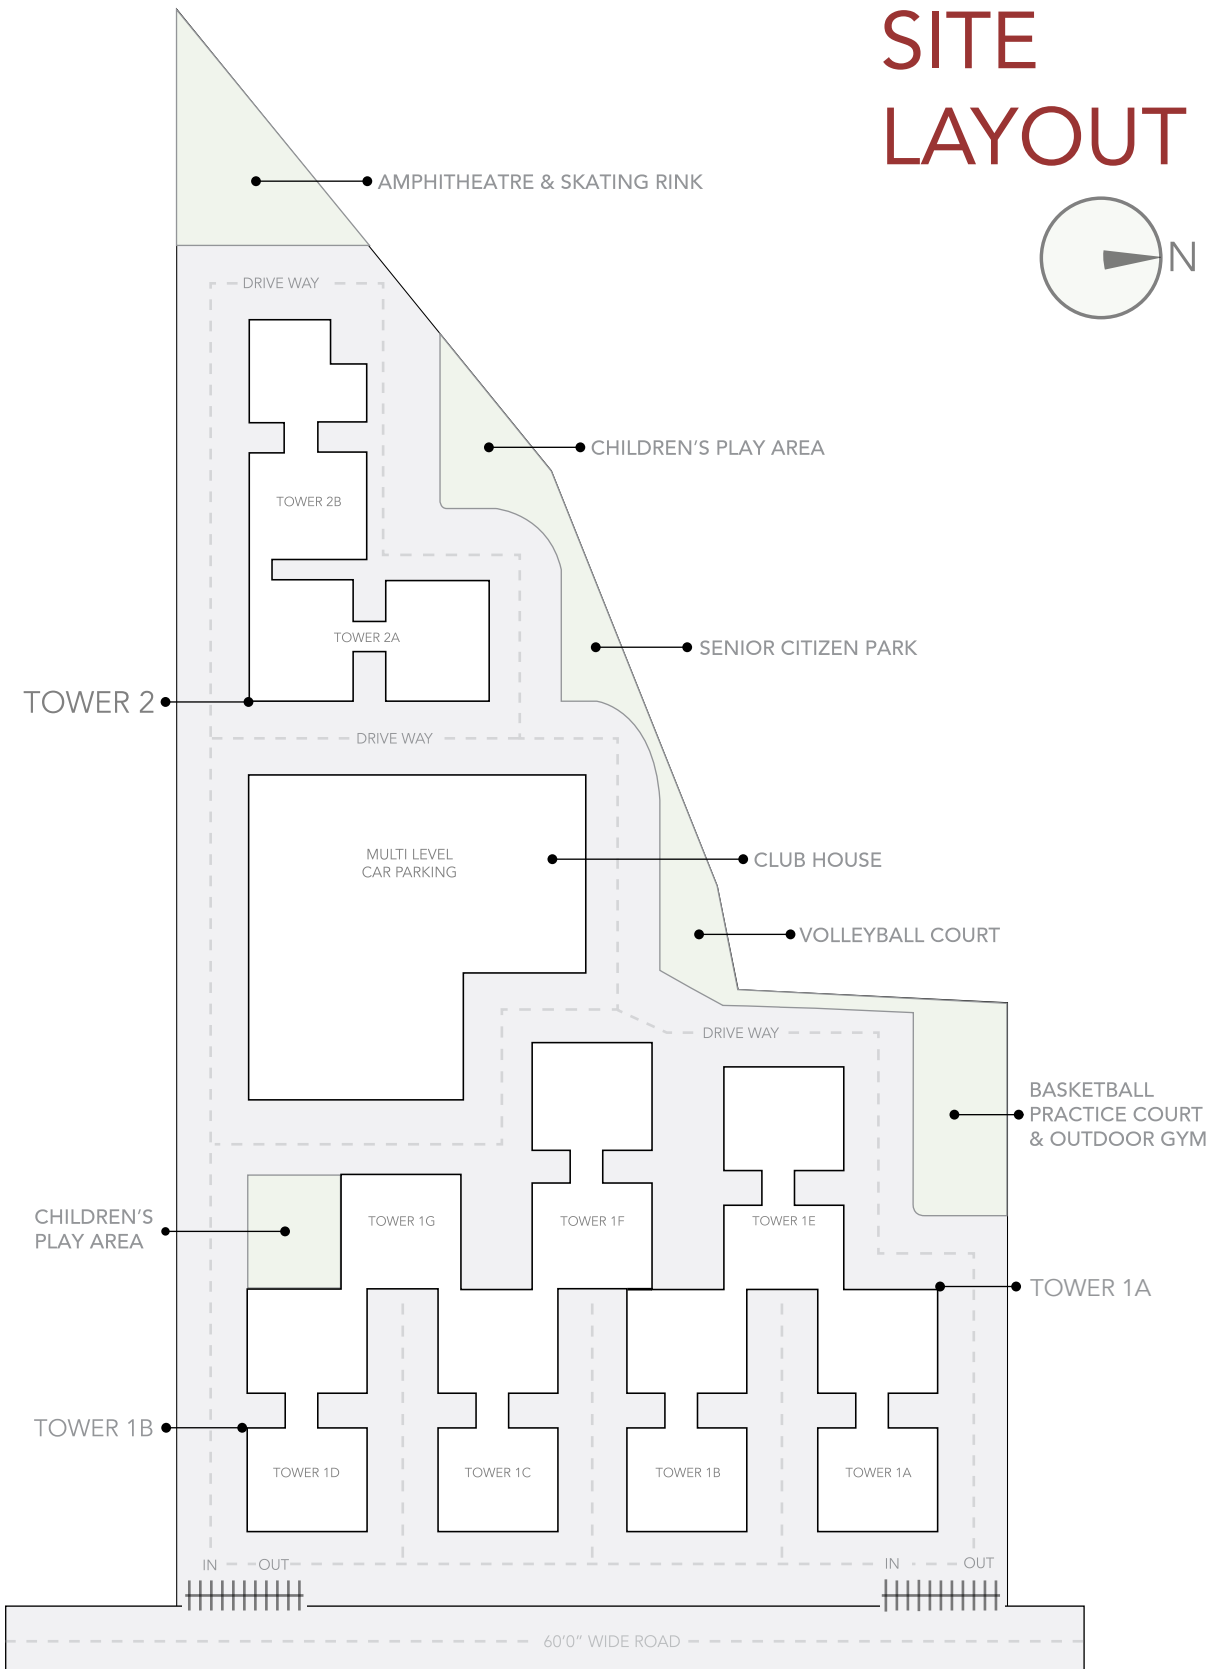 SITE
LAYOUT
N
AMPHITHEATRE & SKATING RINK
DRIVE WAY
CHILDREN'S PLAY AREA
TOWER 2B
TOWER 2A
SENIOR CITIZEN PARK
TOWER 2
DRIVE WAY
MULTI LEVEL
CAR PARKING
CLUB HOUSE
VOLLEYBALL COURT
DRIVE WAY
BASKETBALL
PRACTICE COURT
& OUTDOOR GYM
CHILDREN'S
PLAY AREA
TOWER 1G
TOWER 1F
TOWER 1E
TOWER 1A
TOWER 1B
TOWER 1D
TOWER 1C
TOWER 1B
TOWER 1A
IN
OUT
IN
OUT
60'0" WIDE ROAD